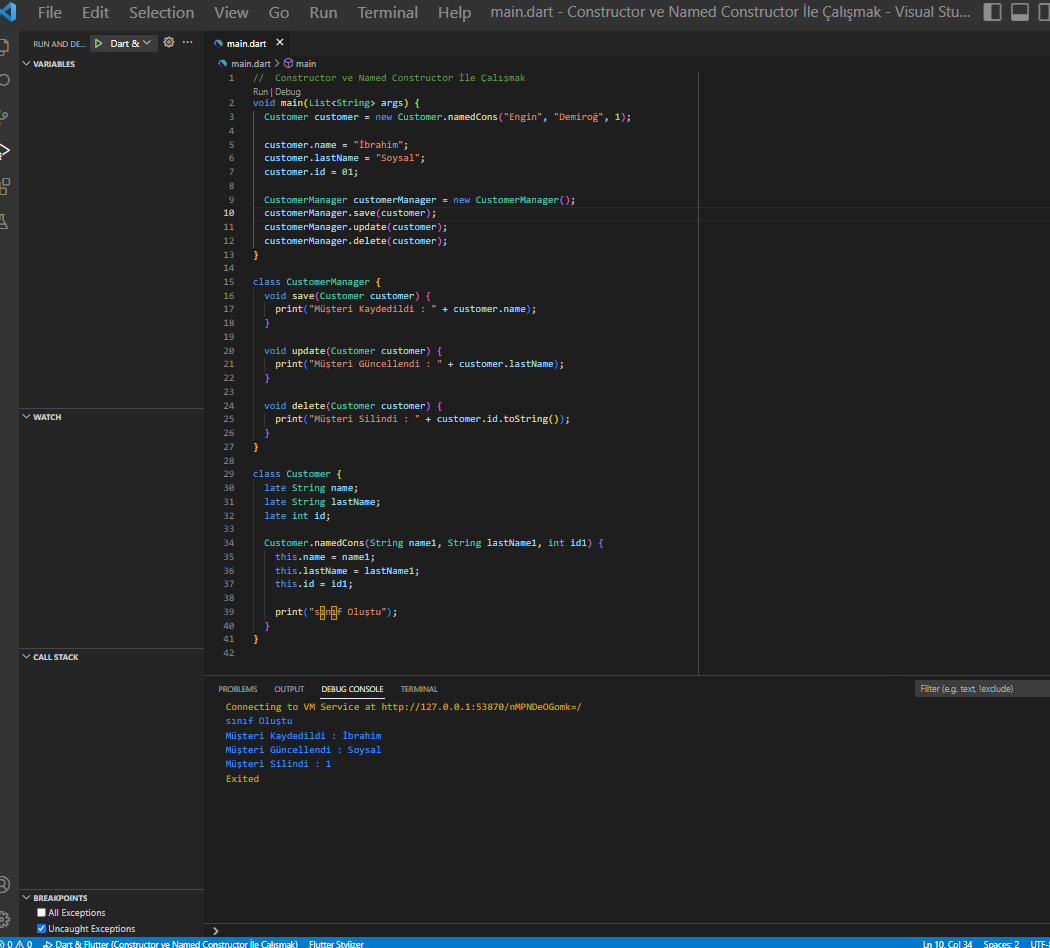 File Edit Selection View Go Run Terminal Help main.dart - Constructor ve Named Constructor İle Çalışmak - Visual Stu...
RUN AND DE... Dart &
VARIABLES
WATCH
CALL STACK
BREAKPOINTS
All Exceptions
Uncaught Exceptions
main.dart
main.dart > main
1 // Constructor ve Named Constructor İle Çalışmak
Run | Debug
2 void main(List<String> args) {
3 Customer customer = new Customer.namedCons("Engin", "Demiroğ", 1);
4
5 customer.name = "İbrahim";
6 customer.lastName = "Soysal";
7 customer.id = 01;
8
9 CustomerManager customerManager = new CustomerManager();
10 customerManager.save(customer);
11 customerManager.update(customer);
12 customerManager.delete(customer);
13 }
14
15 class CustomerManager {
16 void save(Customer customer) {
17 print("Müşteri Kaydedildi : " + customer.name);
18 }
19
20 void update(Customer customer) {
21 print("Müşteri Güncellendi : " + customer.lastName);
22 }
23
24 void delete(Customer customer) {
25 print("Müşteri Silindi : " + customer.id.toString());
26 }
27 }
28
29 class Customer {
30 late String name;
31 late String lastName;
32 late int id;
33
34 Customer.namedCons(String name1, String lastName1, int id1) {
35 this.name = name1;
36 this.lastName = lastName1;
37 this.id = id1;
38
39 print("sınıf Oluştu");
40 }
41 }
42
PROBLEMS OUTPUT DEBUG CONSOLE TERMINAL Filter (e.g. text, !exclude)
Connecting to VM Service at http://127.0.0.1:53870/nMPNDeOGomk=/
sınıf Oluştu
Müşteri Kaydedildi : İbrahim
Müşteri Güncellendi : Soysal
Müşteri Silindi : 1
Exited
0 0 Dart & Flutter (Constructor ve Named Constructor İle Çalışmak) Flutter Stylizer Ln 10, Col 34 Spaces: 2 UTF-